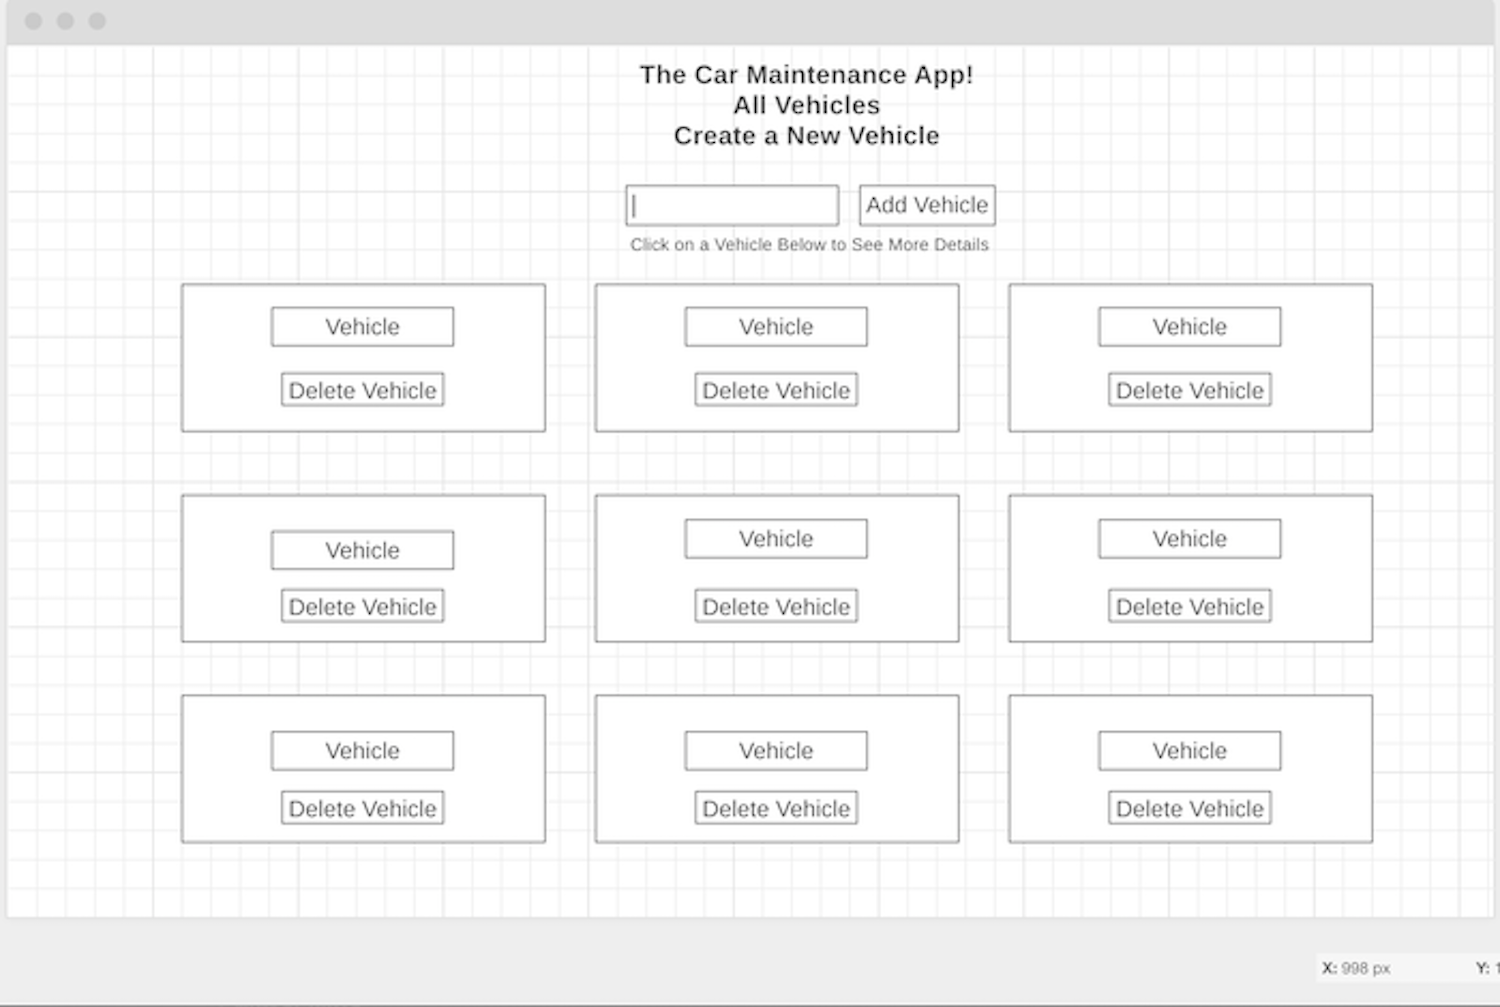 The Car Maintenance App!
All Vehicles
Create a New Vehicle
Add Vehicle
Click on a Vehicle Below to See More Details
Vehicle Vehicle Vehicle
Delete Vehicle Delete Vehicle Delete Vehicle
Vehicle Vehicle Vehicle
Delete Vehicle Delete Vehicle Delete Vehicle
Vehicle Vehicle Vehicle
Delete Vehicle Delete Vehicle Delete Vehicle
X: 998 px Y: